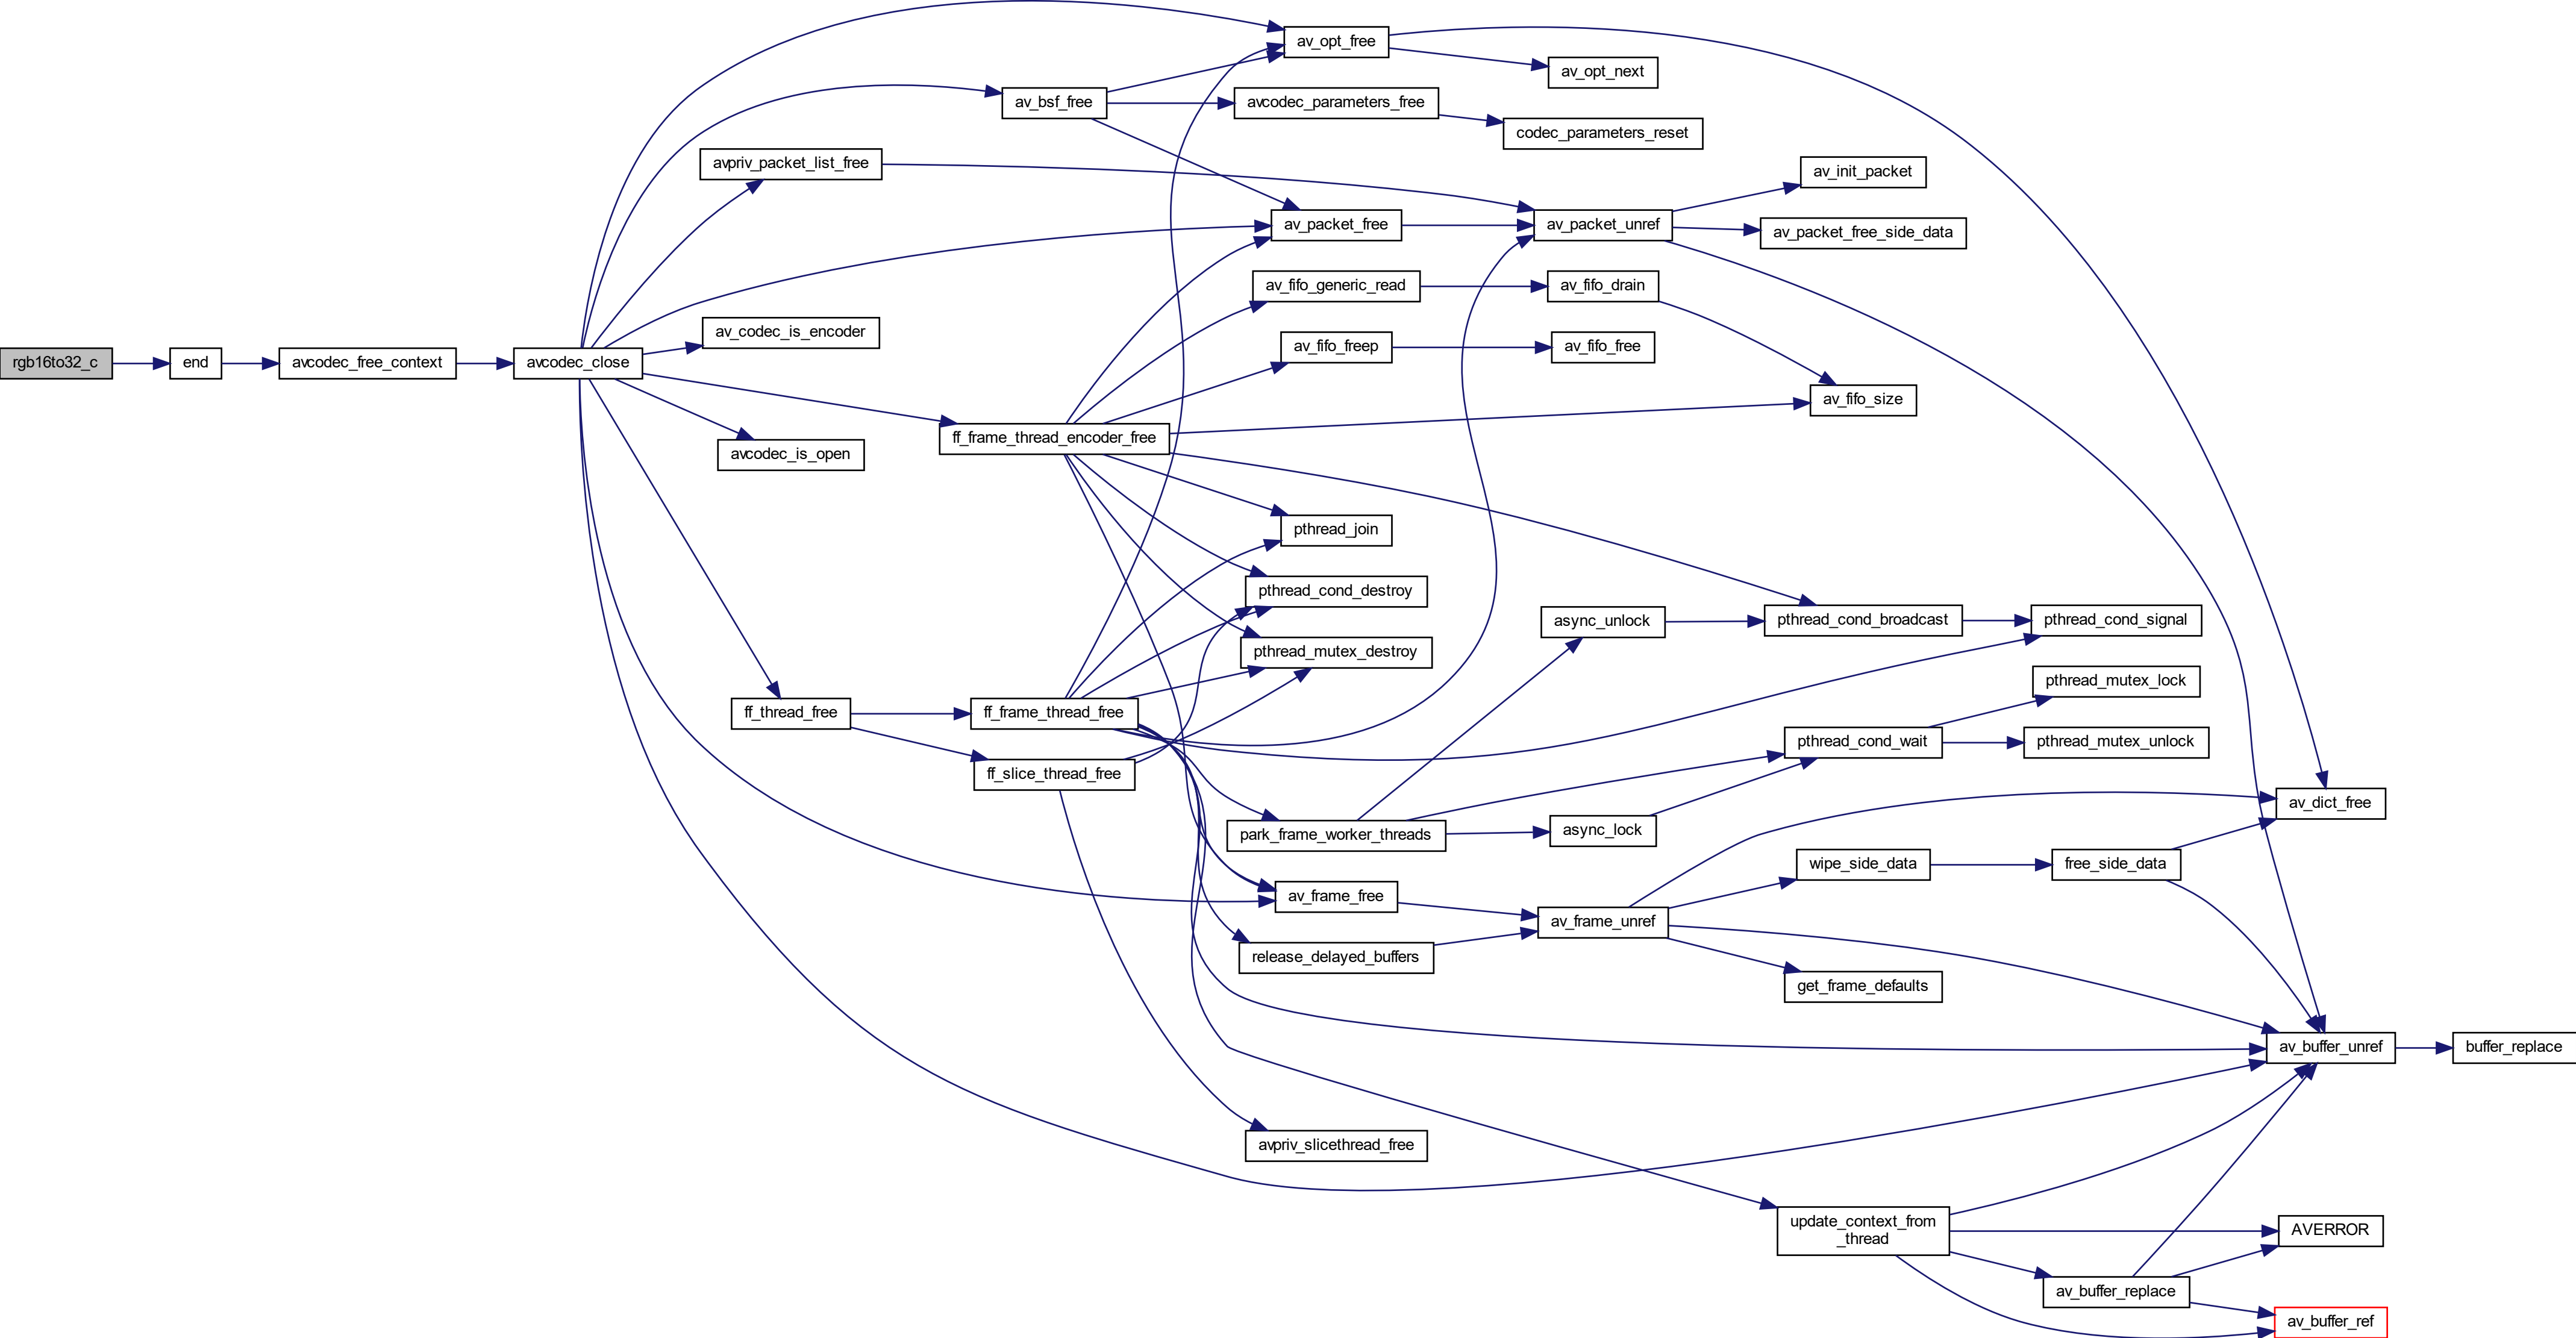 av_opt_free
av_opt_next
av_bsf_free
avcodec_parameters_free
codec_parameters_reset
avpriv_packet_list_free
av_init_packet
av_packet_free
av_packet_unref
av_packet_free_side_data
av_fifo_generic_read
av_fifo_drain
av_codec_is_encoder
av_fifo_freep
av_fifo_free
rgb16to32_c
end
avcodec_free_context
avcodec_close
av_fifo_size
ff_frame_thread_encoder_free
avcodec_is_open
pthread_join
pthread_cond_destroy
async_unlock
pthread_cond_broadcast
pthread_cond_signal
pthread_mutex_destroy
pthread_mutex_lock
ff_thread_free
ff_frame_thread_free
pthread_cond_wait
pthread_mutex_unlock
ff_slice_thread_free
av_dict_free
park_frame_worker_threads
async_lock
wipe_side_data
free_side_data
av_frame_free
av_frame_unref
release_delayed_buffers
get_frame_defaults
av_buffer_unref
buffer_replace
avpriv_slicethread_free
update_context_from
_thread
AVERROR
av_buffer_replace
av_buffer_ref